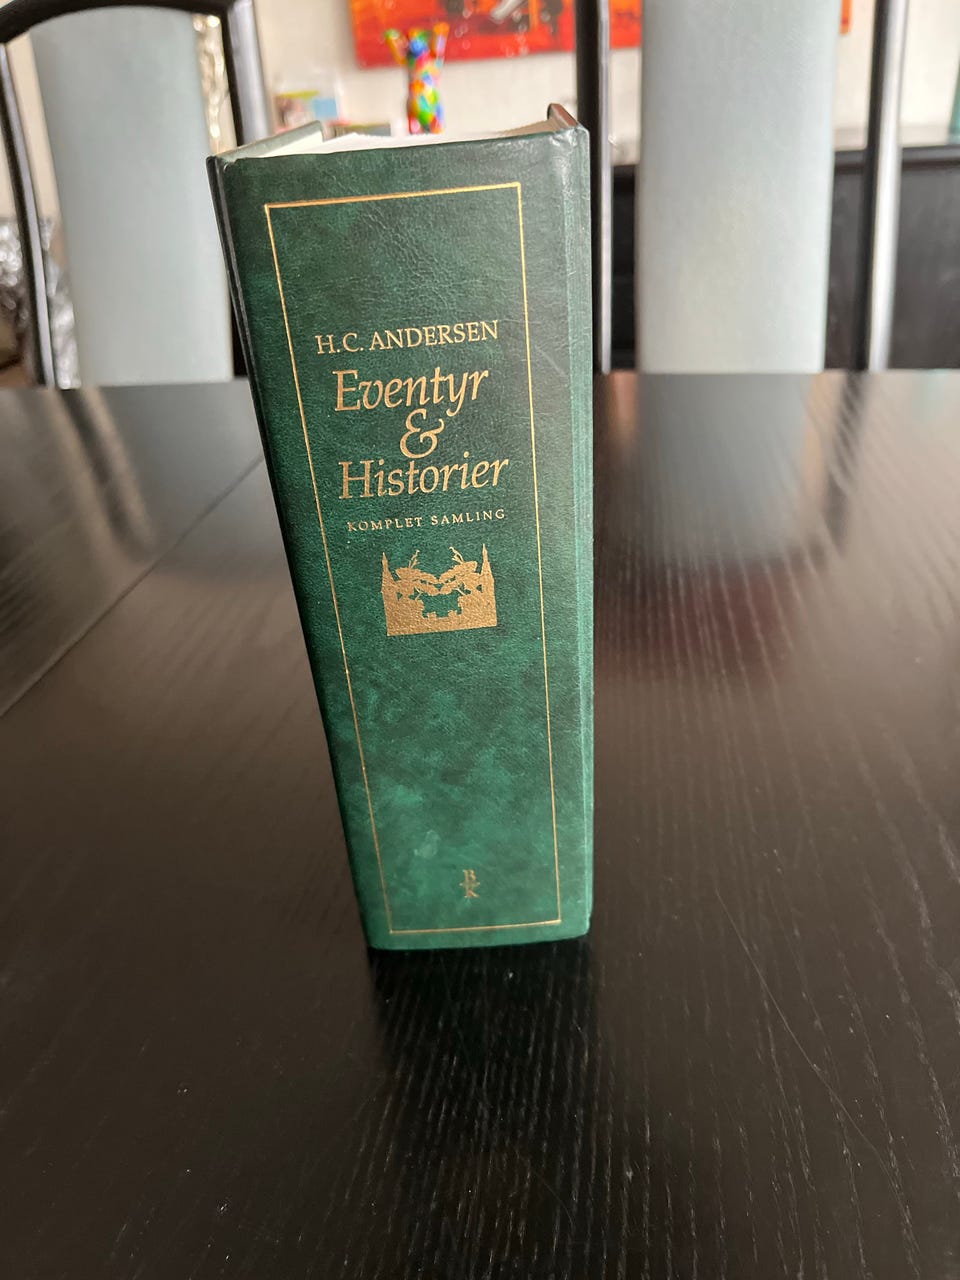 H.C. ANDERSEN
Eventyr
&
Historier
KOMPLET SAMLING
B
K